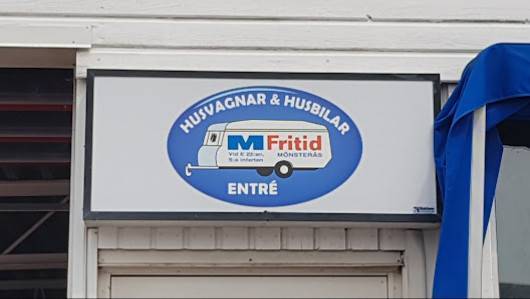 HUSVAGNAR & HUSBILAR
M Fritid
Vid E 22:an,
S:a infarten
MÖNSTERÅS
ENTRÉ